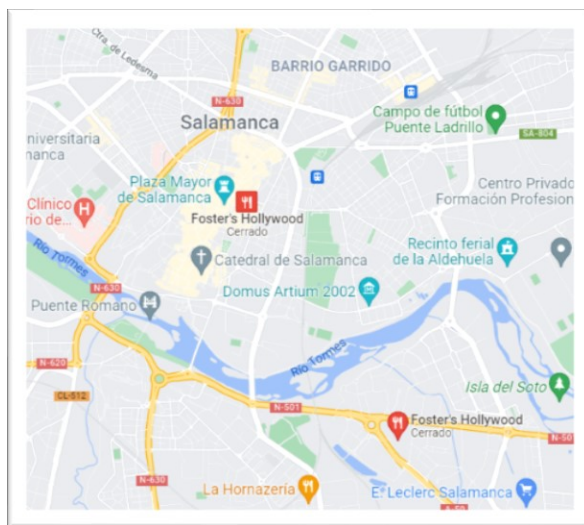 Ctra. de Ledesma
BARRIO GARRIDO
N-630
Campo de fútbol
Puente Ladrillo
Salamanca
SA-804
niversitaria
manca
Plaza Mayor
de Salamanca
Centro Privado
Formación Profesion
Clínico
rio de...
H
Foster's Hollywood
Cerrado
Río Tormes
Catedral de Salamanca
Recinto ferial
de la Aldehuela
N-630
Domus Artium 2002
Puente Romano
N-620
Río Tormes
CL-512
Isla del Soto
N-501
Foster's Hollywood
Cerrado
N-501
N-630
La Hornazería
E.Leclerc Salamanca